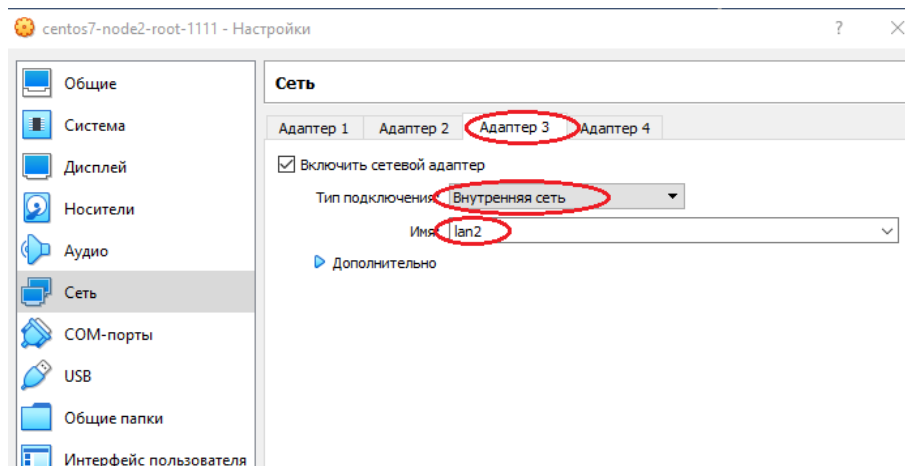 centos7-node2-root-1111 - Настройки ?
Общие
Система
Дисплей
Носители
Аудио
Сеть
COM-порты
USB
Общие папки
Интерфейс пользователя
Сеть
Адаптер 1 Адаптер 2 Адаптер 3 Адаптер 4
Включить сетевой адаптер
Тип подключения: Внутренняя сеть
Имя: lan2
Дополнительно